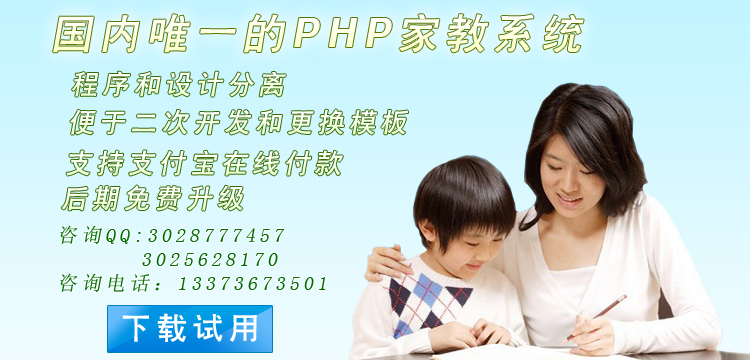 国内唯一的PHP家教系统
程序和设计分离
便于二次开发和更换模板
支持支付宝在线付款
后期免费升级
咨询QQ:3028777457
3025628170
咨询电话：13373673501
下载试用